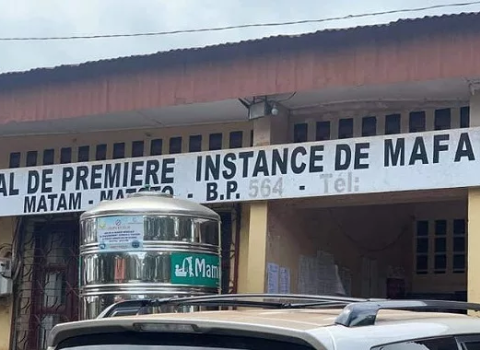 AL DE PREMIERE INSTANCE DE MAFA
MATAM - MATOTO - B.P. 564 - Tél:
Mam